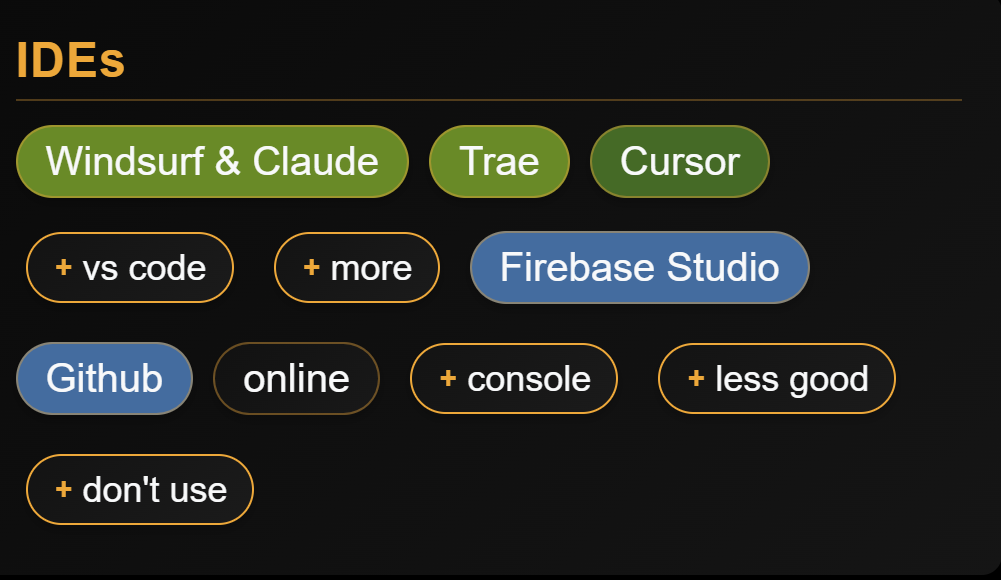 IDEs
Windsurf & Claude Trae Cursor
+ vs code + more Firebase Studio
Github online + console + less good
+ don't use